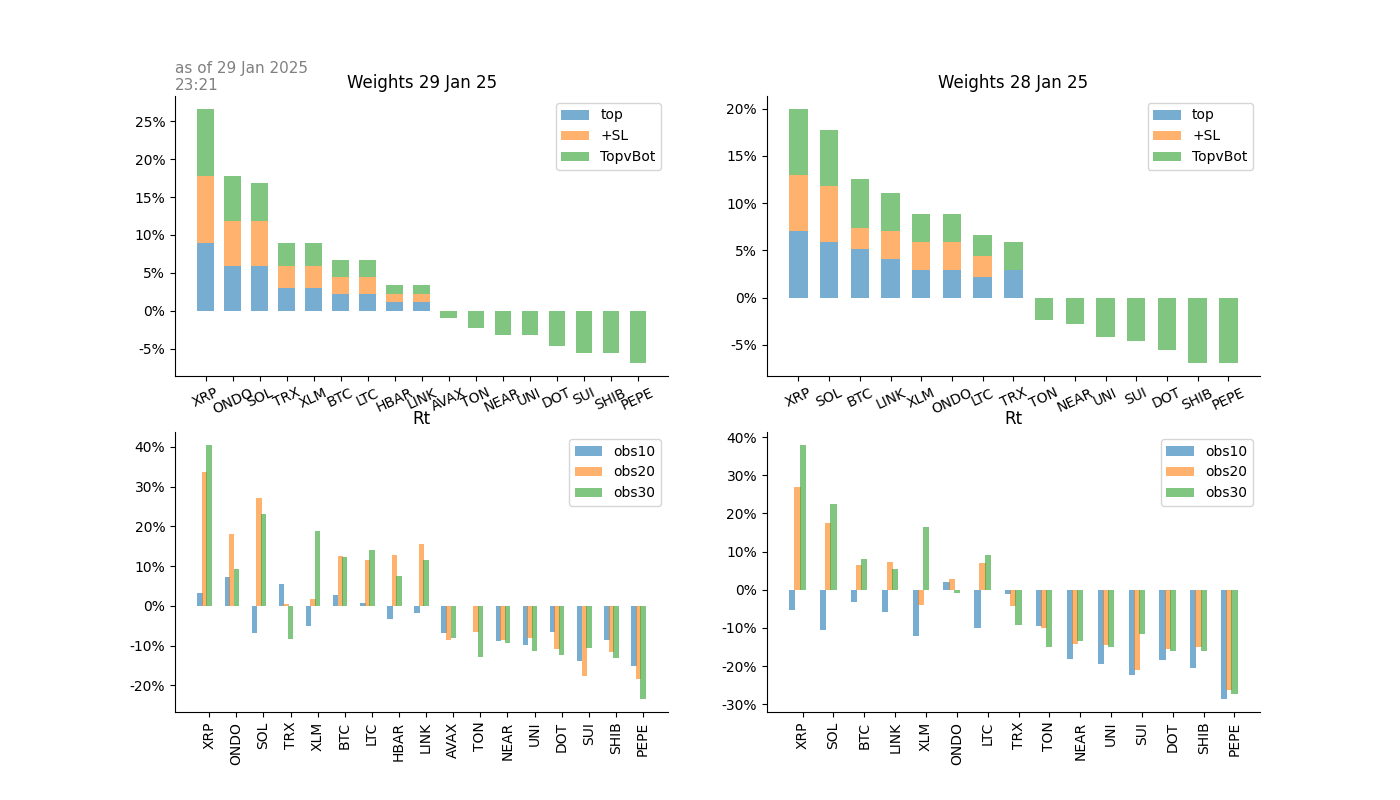 as of 29 Jan 2025
23:21
Weights 29 Jan 25
top
+SL
TopvBot
25%
20%
15%
10%
5%
0%
-5%
XRP ONDO SOL TRX XLM BTC LTC HBAR LINK AVAX TON NEAR UNI DOT SUI SHIB PEPE
Weights 28 Jan 25
top
+SL
TopvBot
20%
15%
10%
5%
0%
-5%
XRP SOL BTC LINK XLM ONDO LTC TRX TON NEAR UNI SUI DOT SHIB PEPE
Rt
obs10
obs20
obs30
40%
30%
20%
10%
0%
-10%
-20%
XRP ONDO SOL TRX XLM BTC LTC HBAR LINK AVAX TON NEAR UNI DOT SUI SHIB PEPE
Rt
obs10
obs20
obs30
40%
30%
20%
10%
0%
-10%
-20%
-30%
XRP SOL BTC LINK XLM ONDO LTC TRX TON NEAR UNI SUI DOT SHIB PEPE